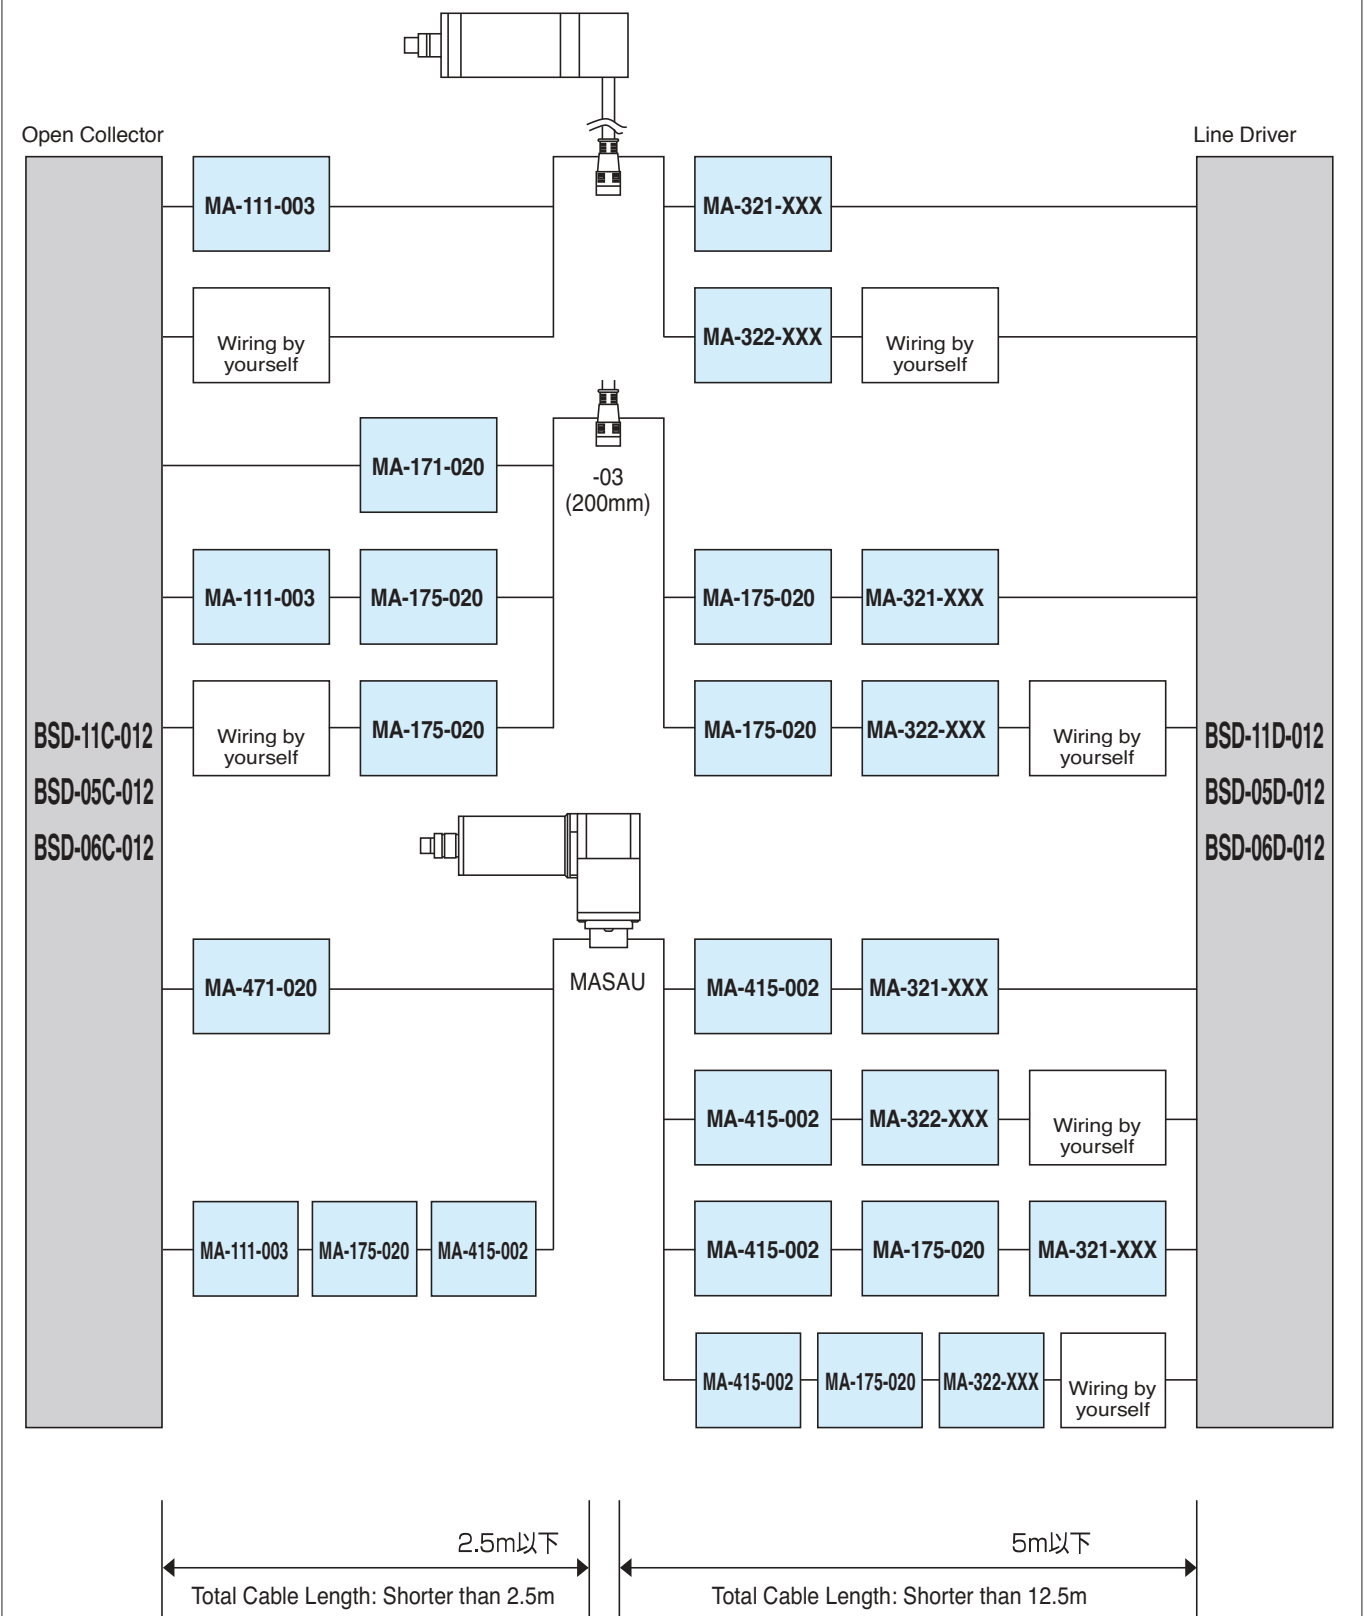 Open Collector
Line Driver
MA-111-003
MA-321-XXX
Wiring by
yourself
MA-322-XXX
Wiring by
yourself
MA-171-020
-03
(200mm)
MA-111-003
MA-175-020
MA-175-020
MA-321-XXX
Wiring by
yourself
MA-175-020
MA-175-020
MA-322-XXX
Wiring by
yourself
BSD-11C-012
BSD-05C-012
BSD-06C-012
BSD-11D-012
BSD-05D-012
BSD-06D-012
MASAU
MA-471-020
MA-415-002
MA-321-XXX
MA-415-002
MA-322-XXX
Wiring by
yourself
MA-111-003
MA-175-020
MA-415-002
MA-415-002
MA-175-020
MA-321-XXX
MA-415-002
MA-175-020
MA-322-XXX
Wiring by
yourself
2.5m以下
5m以下
Total Cable Length: Shorter than 2.5m
Total Cable Length: Shorter than 12.5m